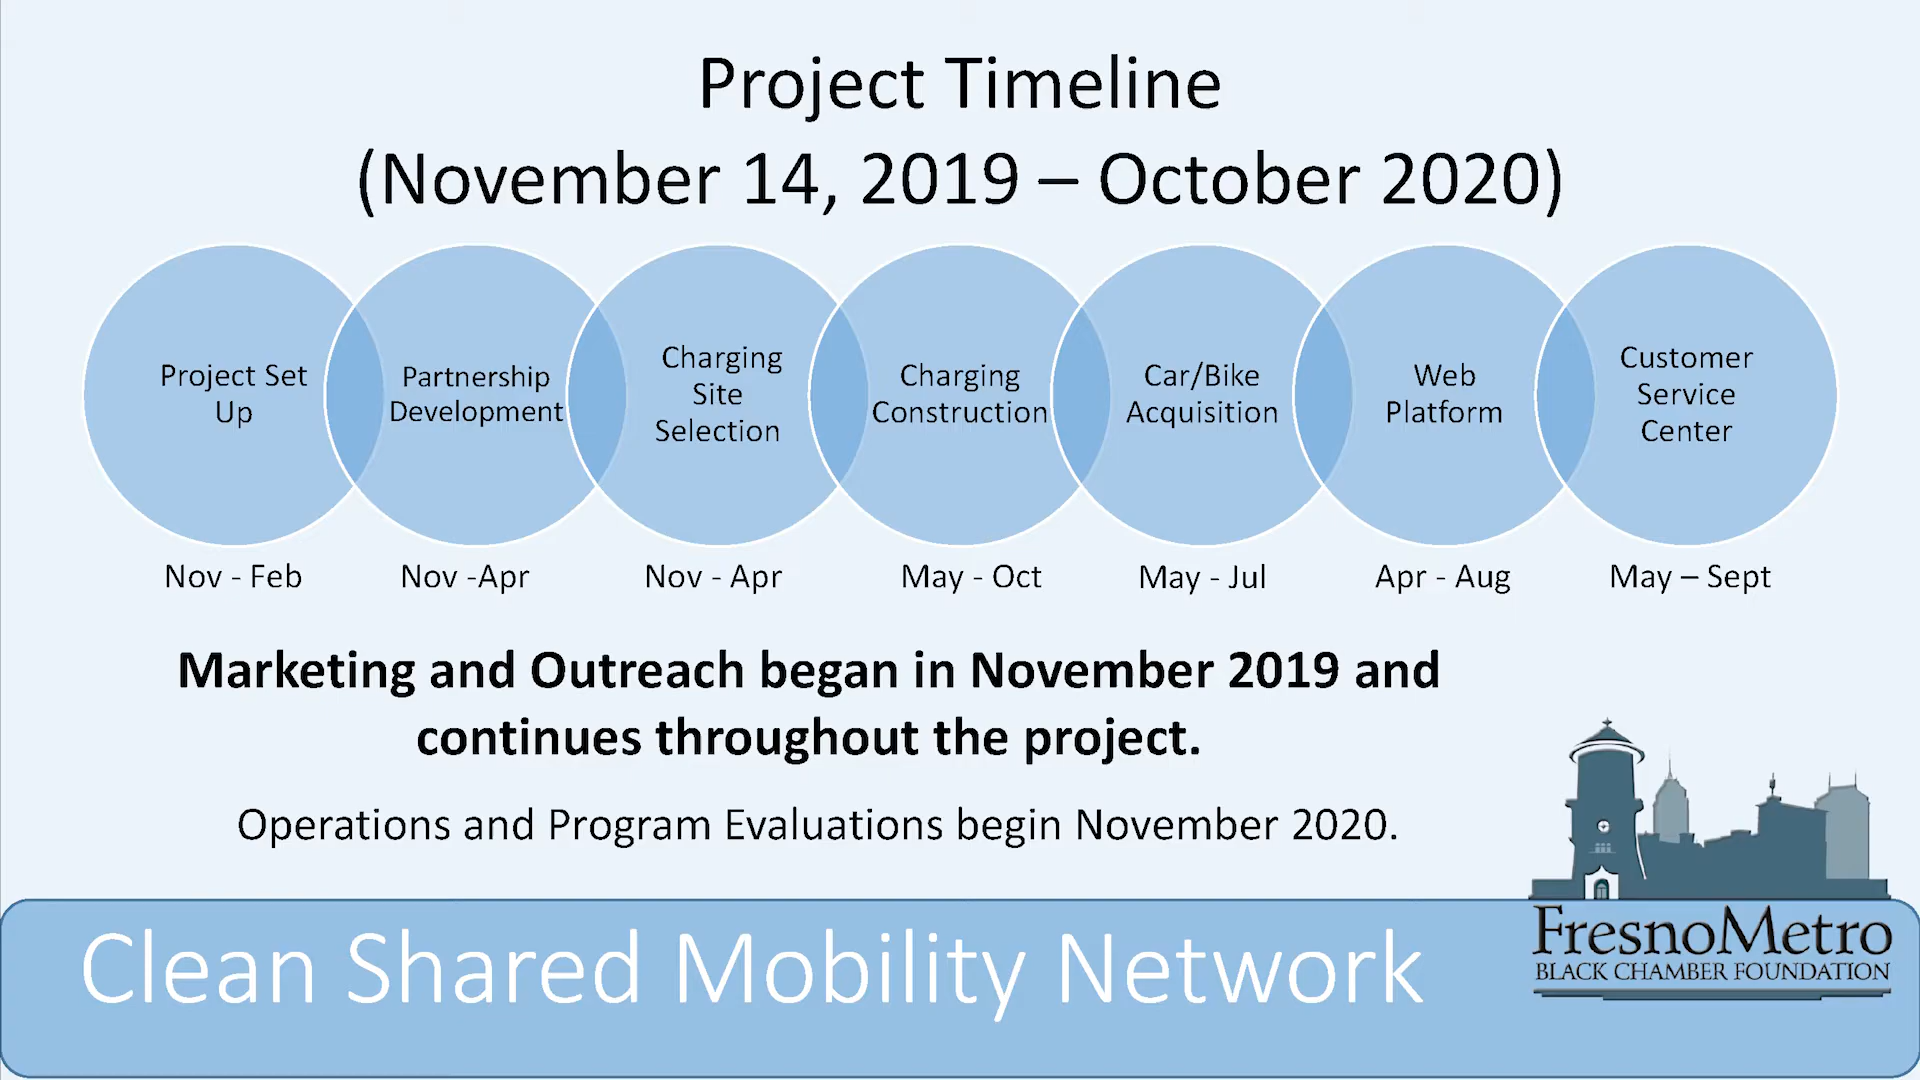 Project Timeline
(November 14, 2019 – October 2020)
Project Set
Up
Partnership
Development
Charging
Site
Selection
Charging
Construction
Car/Bike
Acquisition
Web
Platform
Customer
Service
Center
Nov - Feb
Nov -Apr
Nov - Apr
May - Oct
May - Jul
Apr - Aug
May – Sept
Marketing and Outreach began in November 2019 and
continues throughout the project.
Operations and Program Evaluations begin November 2020.
Clean Shared Mobility Network
FresnoMetro
BLACK CHAMBER FOUNDATION